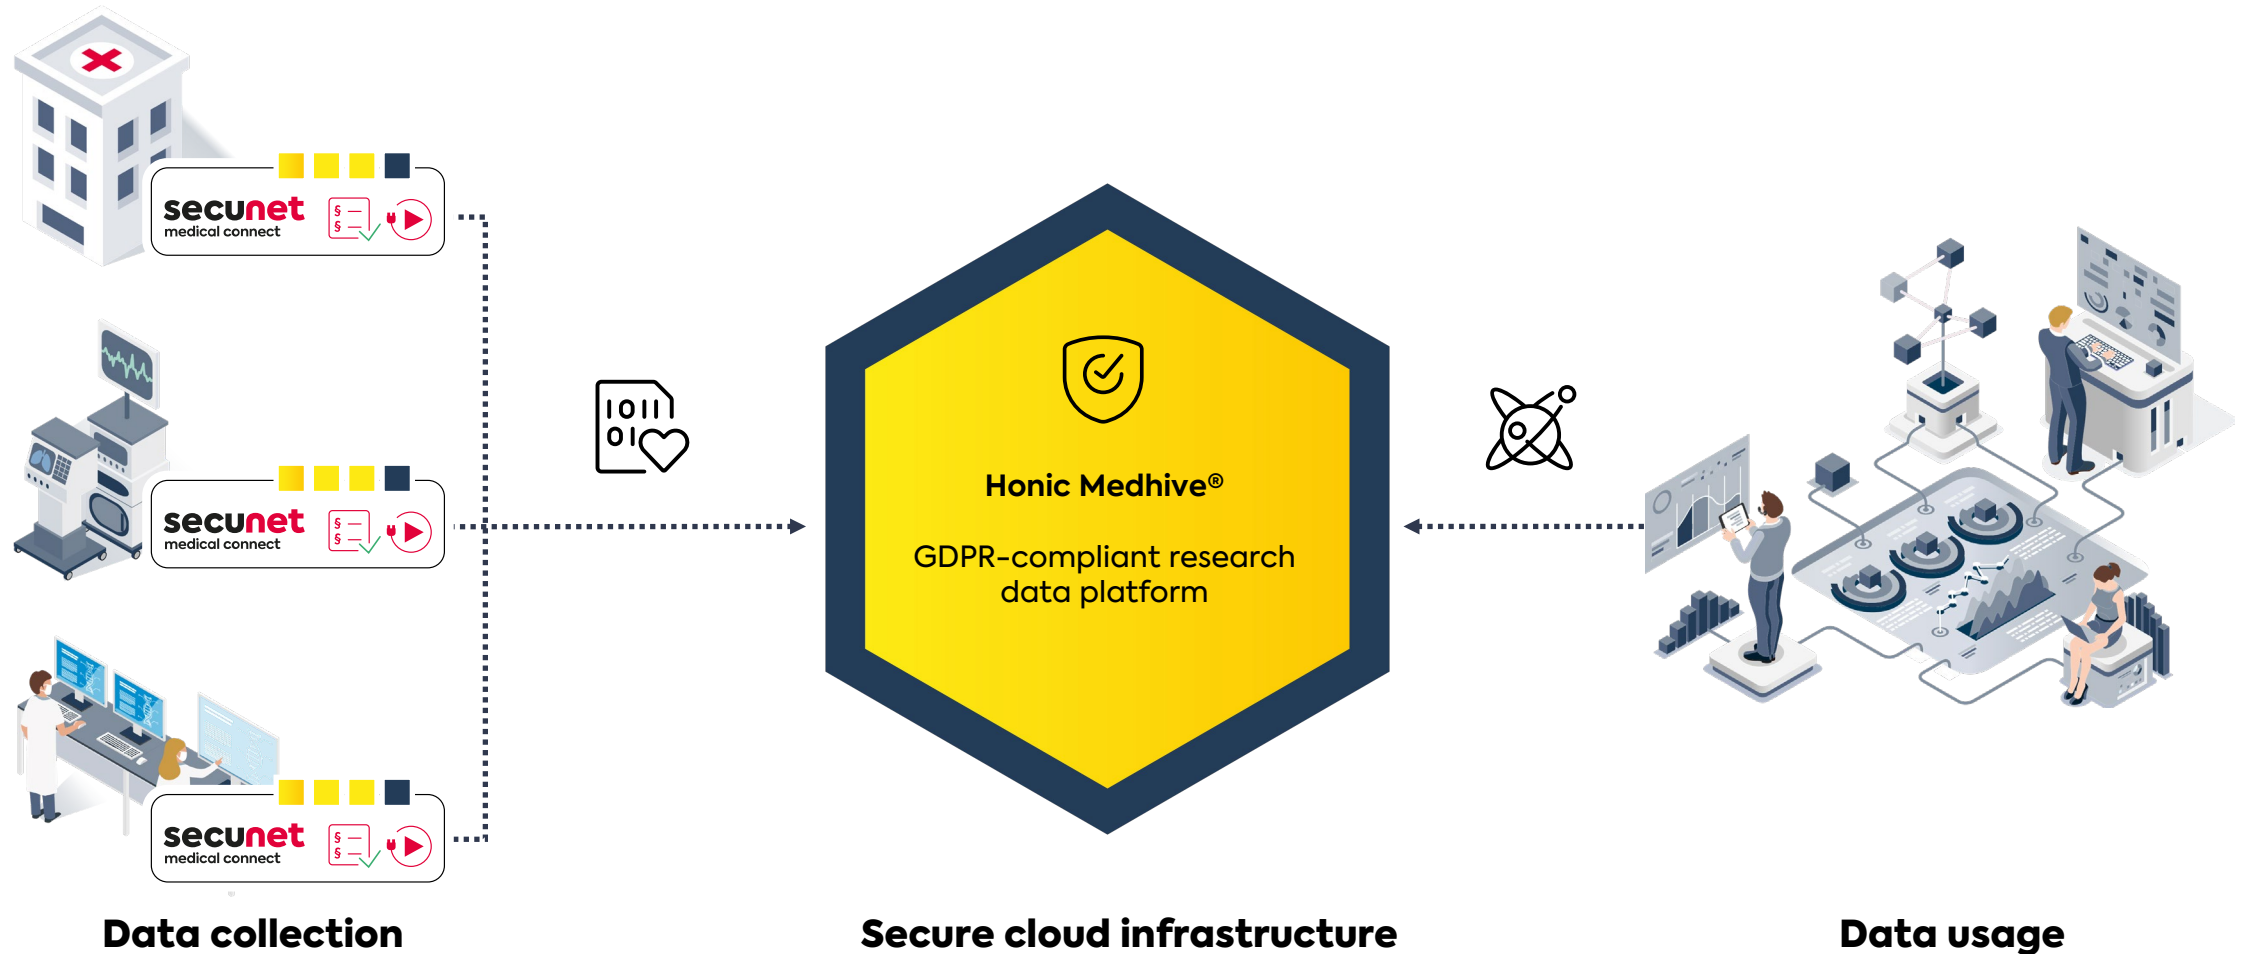 secunet
medical connect
§
§
secunet
medical connect
§
§
secunet
medical connect
§
§
1011
01
Honic Medhive®
GDPR-compliant research
data platform
Data collection
Secure cloud infrastructure
Data usage